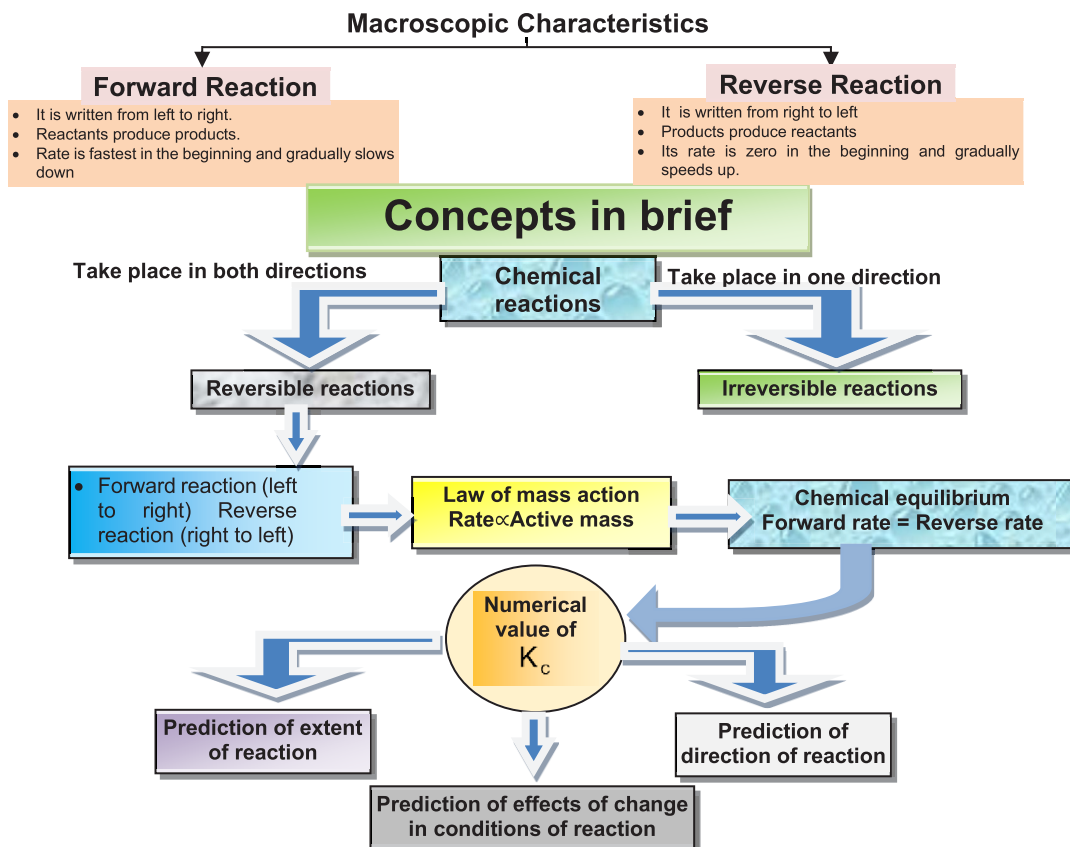 Macroscopic Characteristics
Forward Reaction
• It is written from left to right.
• Reactants produce products.
• Rate is fastest in the beginning and gradually slows
down
Reverse Reaction
• It is written from right to left
• Products produce reactants
• Its rate is zero in the beginning and gradually
speeds up.
Concepts in brief
Take place in both directions
Chemical
reactions
Take place in one direction
Reversible reactions
Irreversible reactions
• Forward reaction (left
to right) Reverse
reaction (right to left)
Law of mass action
Rate∝Active mass
Chemical equilibrium
Forward rate = Reverse rate
Numerical
value of
Kc
Prediction of extent
of reaction
Prediction of
direction of reaction
Prediction of effects of change
in conditions of reaction